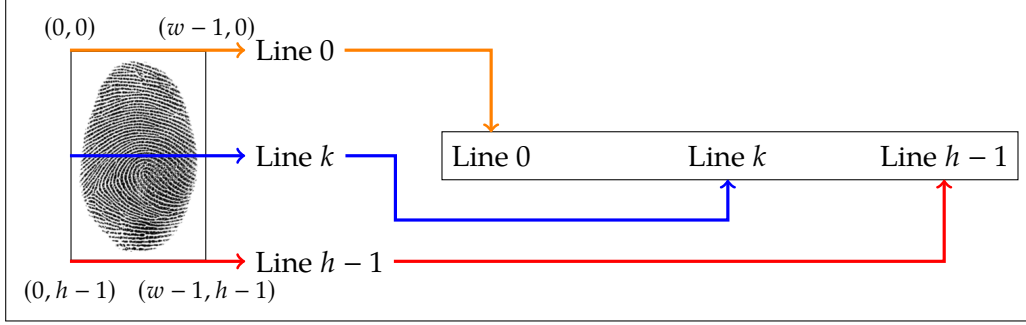 (0, 0) (w − 1, 0)
Line 0
Line k
Line 0 Line k Line h − 1
Line h − 1
(0, h − 1) (w − 1, h − 1)